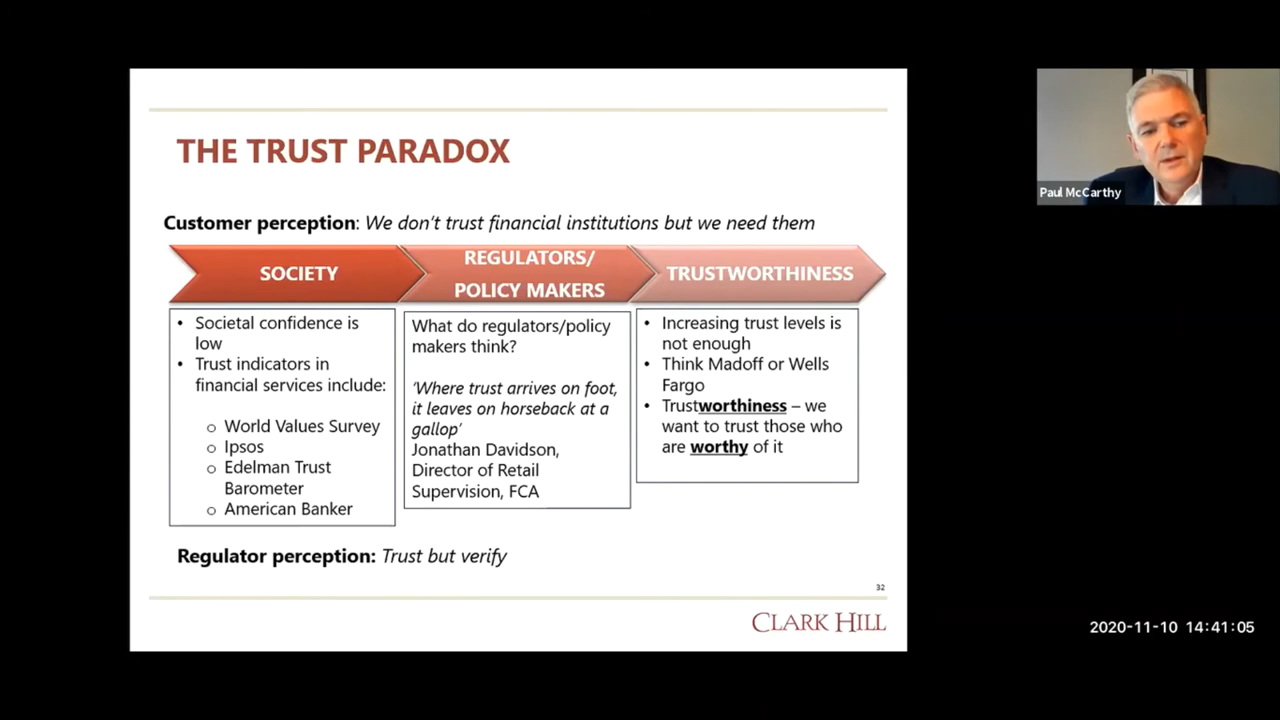 THE TRUST PARADOX
Customer perception: We don't trust financial institutions but we need them
SOCIETY
REGULATORS/
POLICY MAKERS
TRUSTWORTHINESS
• Societal confidence is
low
• Trust indicators in
financial services include:
o World Values Survey
o Ipsos
o Edelman Trust
Barometer
o American Banker
What do regulators/policy
makers think?
'Where trust arrives on foot,
it leaves on horseback at a
gallop'
Jonathan Davidson,
Director of Retail
Supervision, FCA
• Increasing trust levels is
not enough
• Think Madoff or Wells
Fargo
• Trustworthiness – we
want to trust those who
are worthy of it
Regulator perception: Trust but verify
32
CLARK HILL
Paul McCarthy
2020-11-10 14:41:05